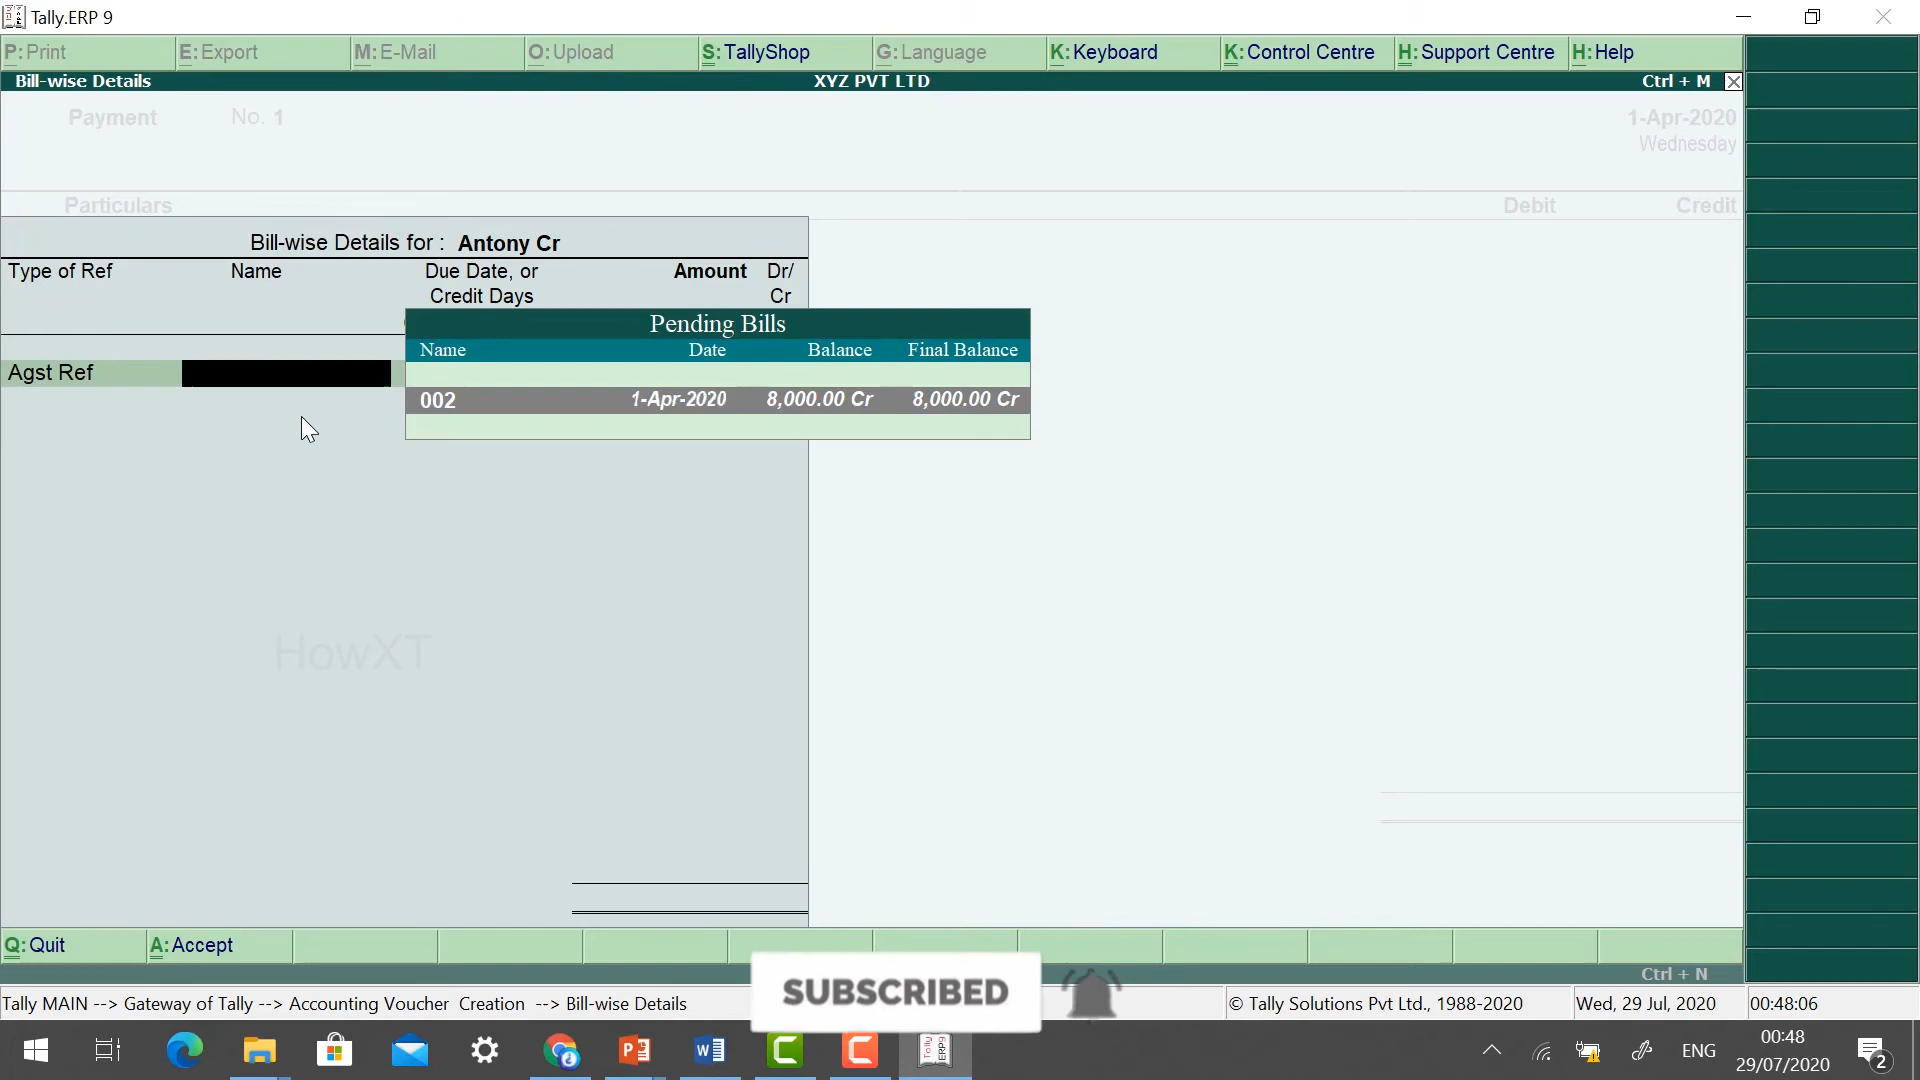 Tally.ERP 9
P: Print E: Export M: E-Mail O: Upload S: TallyShop G: Language K: Keyboard K: Control Centre H: Support Centre H: Help
Bill-wise Details XYZ PVT LTD Ctrl + M
Payment No. 1 1-Apr-2020
Wednesday
Particulars Debit Credit
Bill-wise Details for : Antony Cr
Type of Ref Name Due Date, or Amount Dr/
Credit Days Cr
Pending Bills
Name Date Balance Final Balance
Agst Ref
002 1-Apr-2020 8,000.00 Cr 8,000.00 Cr
HowXT
Q: Quit A: Accept
SUBSCRIBED
Ctrl + N
Tally MAIN --> Gateway of Tally --> Accounting Voucher Creation --> Bill-wise Details © Tally Solutions Pvt Ltd., 1988-2020 Wed, 29 Jul, 2020 00:48:06
ENG 00:48
29/07/2020 2